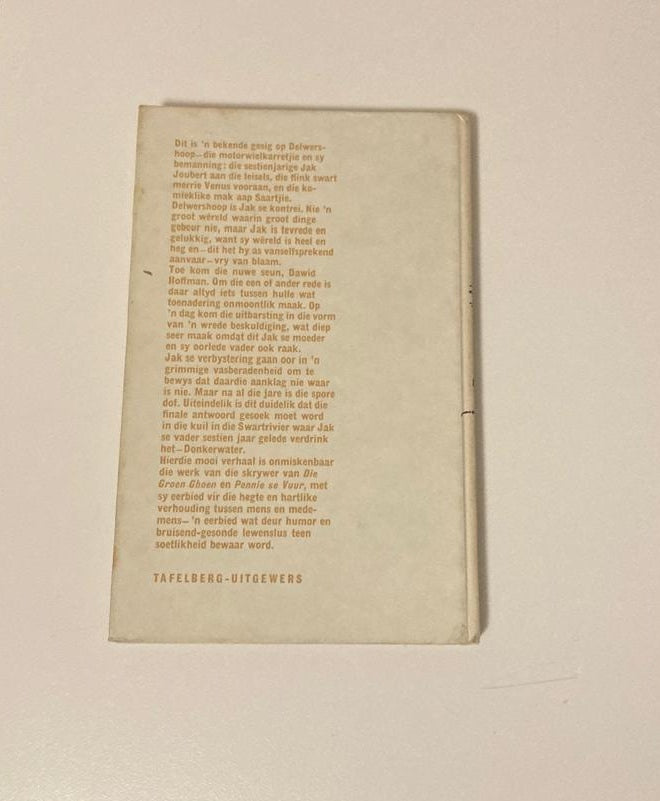 Dit is 'n bekende gesig op Delwers-
hoop—die motorwielkarretjie en sy
bemanning: die sestienjarige Jak
Joubert aan die leisels, die flink swart
merrie Venus vooraan, en die ko-
mieklike mak aap Saartjie.
Delwershoop is Jak se kontrei. Nie 'n
groot wêreld waarin groot dinge
gebeur nie, maar Jak is tevrede en
gelukkig, want sy wêreld is heel en
heg en—dit het hy as vanselfsprekend
aanvaar—vry van blaam.
Toe kom die nuwe seun, Dawid
Hoffman. Om die een of ander rede is
daar altyd iets tussen hulle wat
toenadering onmoontlik maak. Op
'n dag kom die uitbarsting in die vorm
van 'n wrede beskuldiging, wat diep
seer maak omdat dit Jak se moeder
en sy oorlede vader ook raak.
Jak se verbystering gaan oor in 'n
grimmige vasberadenheid om te
bewys dat daardie aanklag nie waar
is nie. Maar na al die jare is die spore
dof. Uiteindelik is dit duidelik dat die
finale antwoord gesoek moet word
in die kuil in die Swartrivier waar Jak
se vader sestien jaar gelede verdrink
het—Donkerwater.
Hierdie mooi verhaal is onmiskenbaar
die werk van die skrywer van Die
Groen Ghoen en Pennie se Vuur, met
sy eerbied vir die hegte en hartlike
verhouding tussen mens en mede-
mens—'n eerbied wat deur humor en
bruisend-gesonde lewenslus teen
soetlikheid bewaar word.
TAFELBERG-UITGEWERS